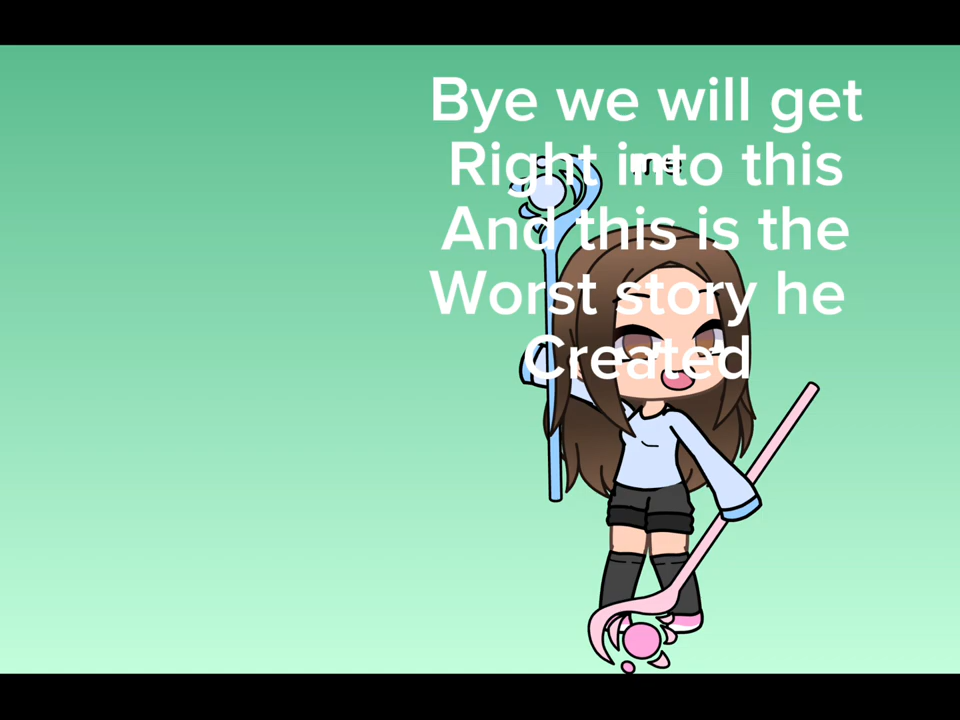 Bye we will get
Right into this
And this is the
Worst story he
Created